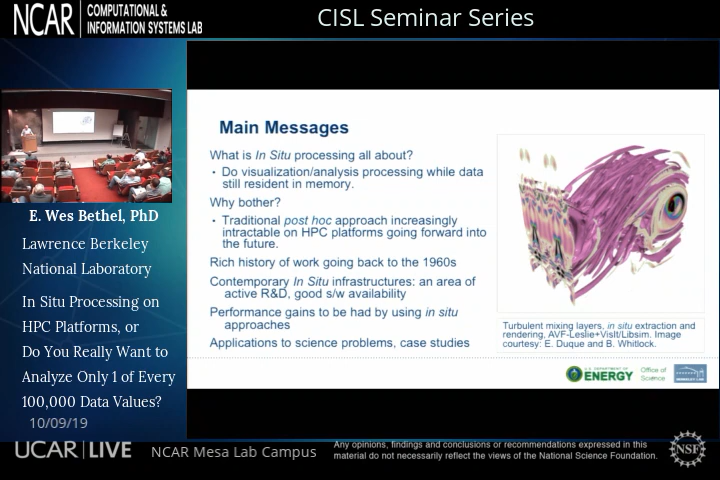 NCAR
COMPUTATIONAL &
INFORMATION SYSTEMS LAB
CISL Seminar Series
E. Wes Bethel, PhD
Lawrence Berkeley
National Laboratory
In Situ Processing on
HPC Platforms, or
Do You Really Want to
Analyze Only 1 of Every
100,000 Data Values?
10/09/19
Main Messages
What is In Situ processing all about?
• Do visualization/analysis processing while data
still resident in memory.
Why bother?
• Traditional post hoc approach increasingly
intractable on HPC platforms going forward into
the future.
Rich history of work going back to the 1960s
Contemporary In Situ infrastructures: an area of
active R&D, good s/w availability
Performance gains to be had by using in situ
approaches
Applications to science problems, case studies
Turbulent mixing layers, in situ extraction and
rendering, AVF-Leslie+VisIt/Libsim. Image
courtesy: E. Duque and B. Whitlock.
U.S. DEPARTMENT OF
ENERGY
Office of
Science
UCAR | LIVE
NCAR Mesa Lab Campus
Any opinions, findings and conclusions or recommendations expressed in this
material do not necessarily reflect the views of the National Science Foundation.
NSF